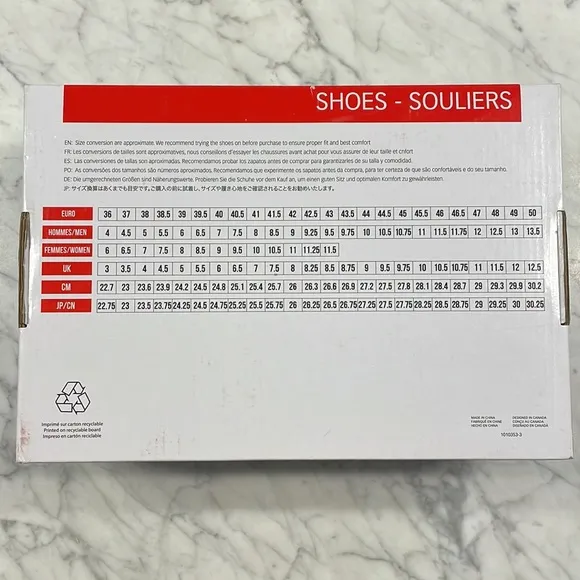 SHOES - SOULIERS
EN: Size conversion are approximate. We recommend trying the shoes on before purchase to ensure proper fit and best comfort
FR: Les conversions de tailles sont approximatives, nous conseillons d'essayer les chaussures avant achat pour vous assurer de leur taille et confort
ES: Las conversiones de tallas son aproximadas. Recomendamos probar los zapatos antes de comprar para garantizarles de su talla y comodidad.
PO: As conversões dos tamanhos são números aproximados. Recomendamos que experimente os sapatos antes da compra, para ter certeza de que são confortáveis e do seu tamanho.
DE: Die umgerechneten Größen sind Näherungswerte. Probieren Sie die Schuhe vor dem Kauf an, um einen guten Sitz und optimalen Komfort zu gewährleisten.
JP: サイズ換算はあくまでも目安です。ご購入の前に試着し、サイズや履き心地をご確認されることをお勧めいたします。
EURO 36 37 38 38.5 39 39.5 40 40.5 41 41.5 42 42.5 43 43.5 44 44.5 45 45.5 46 46.5 47 48 49 50
HOMMES/MEN 4 4.5 5 5.5 6 6.5 7 7.5 8 8.5 9 9.25 9.5 9.75 10 10.5 10.75 11 11.5 11.75 12 12.5 13 13.5
FEMMES/WOMEN 6 6.5 7 7.5 8 8.5 9 9.5 10 10.5 11 11.25 11.5
UK 3 3.5 4 4.5 5 5.5 6 6.5 7 7.5 8 8.25 8.5 8.75 9 9.5 9.75 10 10.5 10.75 11 11.5 12 12.5
CM 22.7 23 23.6 23.9 24.2 24.5 24.8 25.1 25.4 25.7 26 26.3 26.6 26.9 27.2 27.5 27.8 28.1 28.4 28.7 29 29.3 29.9 30.2
JP/CN 22.75 23 23.5 23.75 24.25 24.5 24.75 25.25 25.5 25.75 26 26.25 26.5 26.75 27.25 27.5 27.75 28.25 28.5 28.75 29 29.25 30 30.25
Imprimé sur carton recyclable
Printed on recyclable board
Impreso en cartón reciclable
MADE IN CHINA DESIGNED IN CANADA
FABRIQUÉ EN CHINE CONÇU AU CANADA
HECHO EN CHINA DISEÑADO EN CANADA
1010353-3